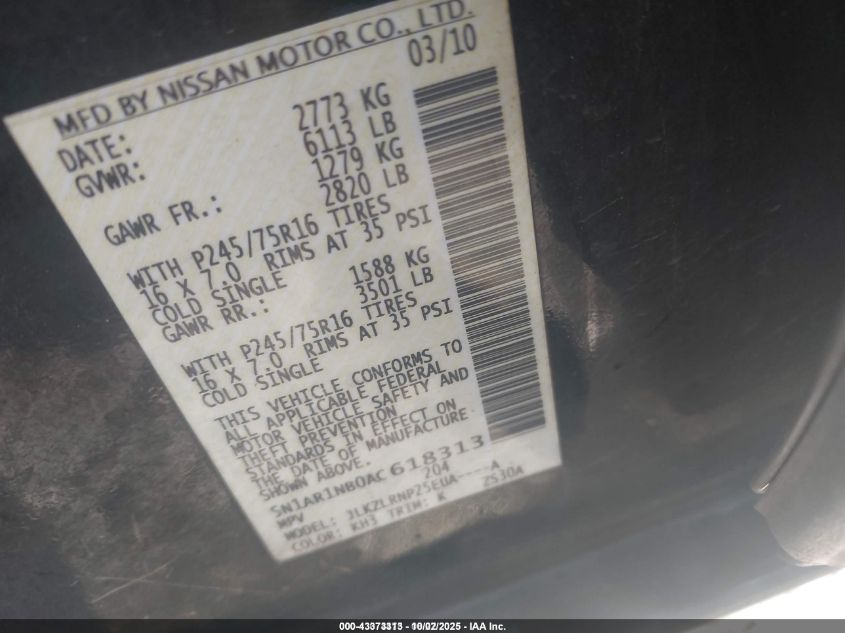 MFD BY NISSAN MOTOR CO., LTD.
DATE: 03/10
GVWR: 2773 KG
6113 LB
GAWR FR.: 1279 KG
2820 LB
WITH P245/75R16 TIRES
16 X 7.0 RIMS AT 35 PSI
COLD SINGLE
GAWR RR.: 1588 KG
3501 LB
WITH P245/75R16 TIRES
16 X 7.0 RIMS AT 35 PSI
COLD SINGLE
THIS VEHICLE CONFORMS TO
ALL APPLICABLE FEDERAL
MOTOR VEHICLE SAFETY AND
THEFT PREVENTION
STANDARDS IN EFFECT ON
THE DATE OF MANUFACTURE
SHOWN ABOVE.
5N1AR1NB0AC618313
MPV 204
MODEL: JLKZLRNP25EUA----A
COLOR: KH3 TRIM: K 2S30A
10/02/2025 - IAA Inc.